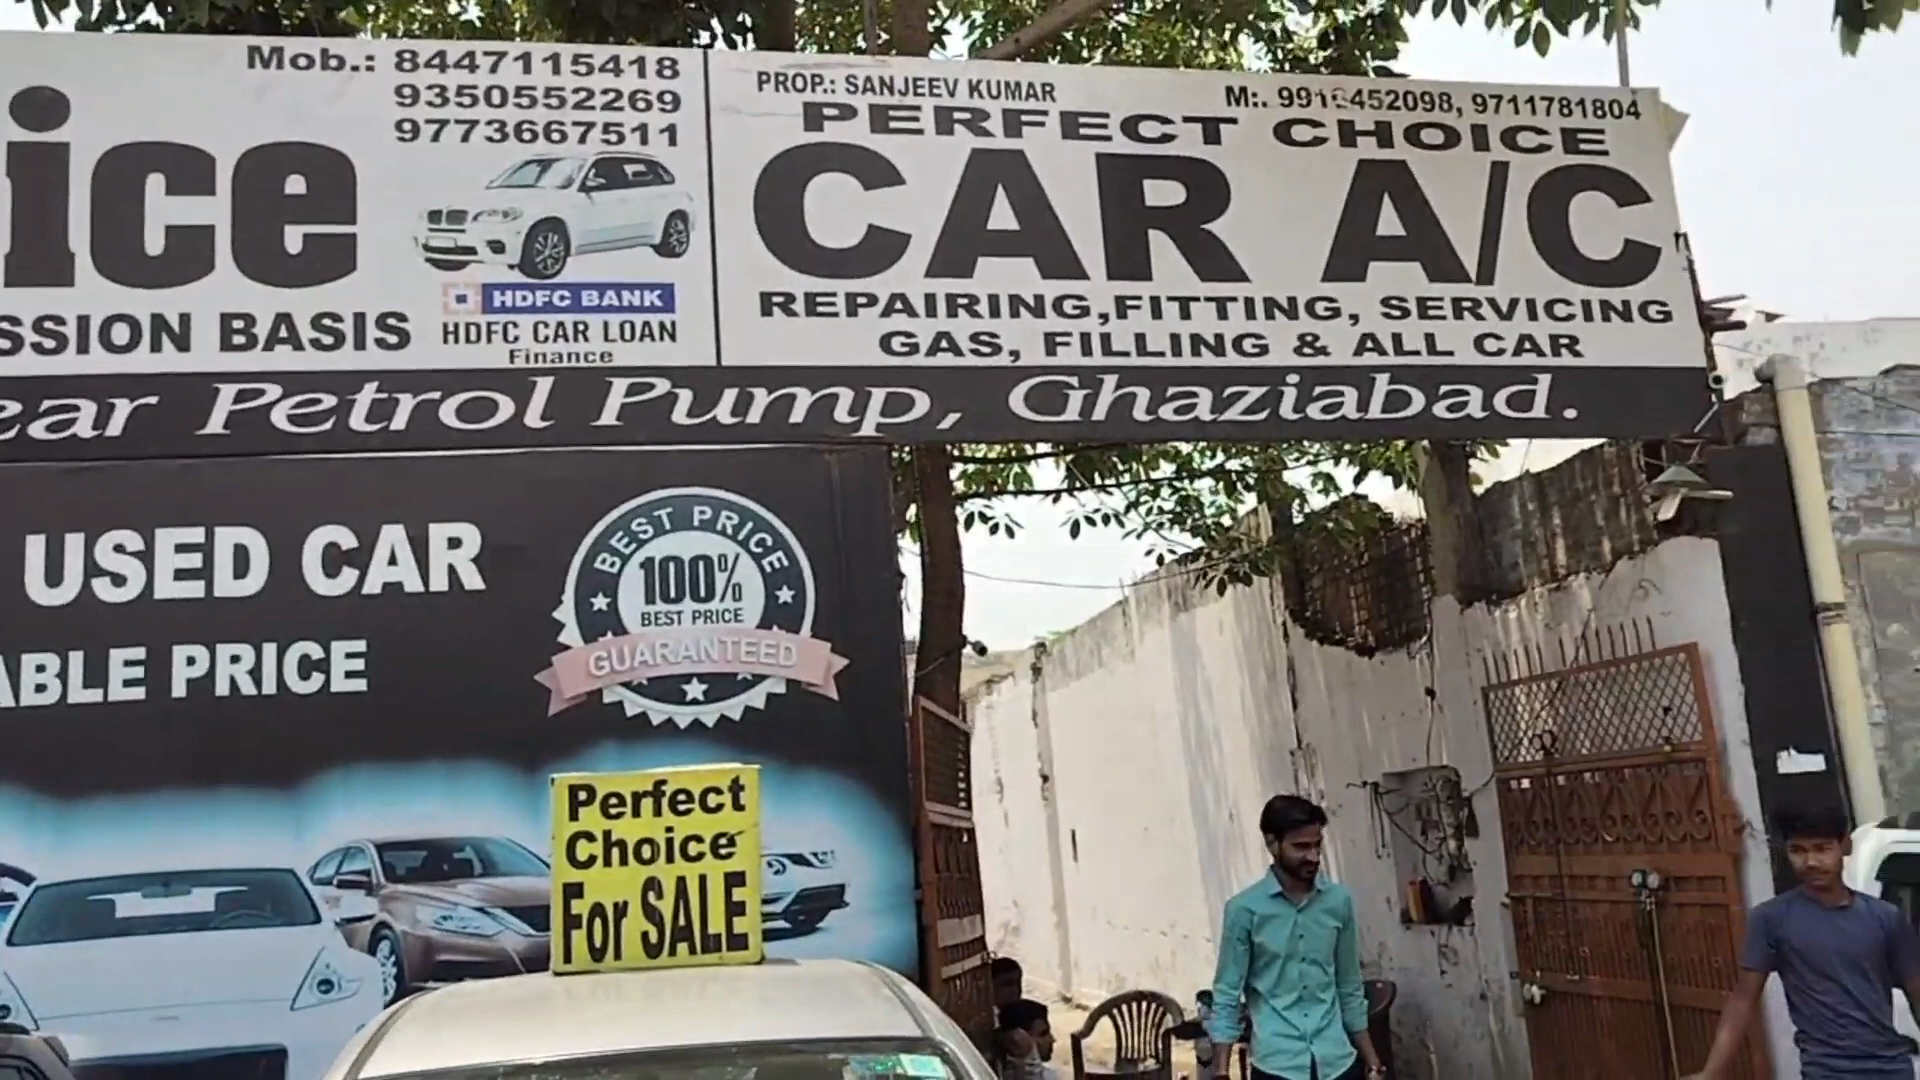 Mob.: 8447115418
9350552269
9773667511
ice
HDFC BANK
SSION BASIS
HDFC CAR LOAN
Finance
PROP.: SANJEEV KUMAR
M:. 9711781804
PERFECT CHOICE
CAR A/C
REPAIRING,FITTING, SERVICING
GAS, FILLING & ALL CAR
ear Petrol Pump, Ghaziabad.
USED CAR
ABLE PRICE
BEST PRICE
100%
BEST PRICE
GUARANTEED
Perfect
Choice
For SALE